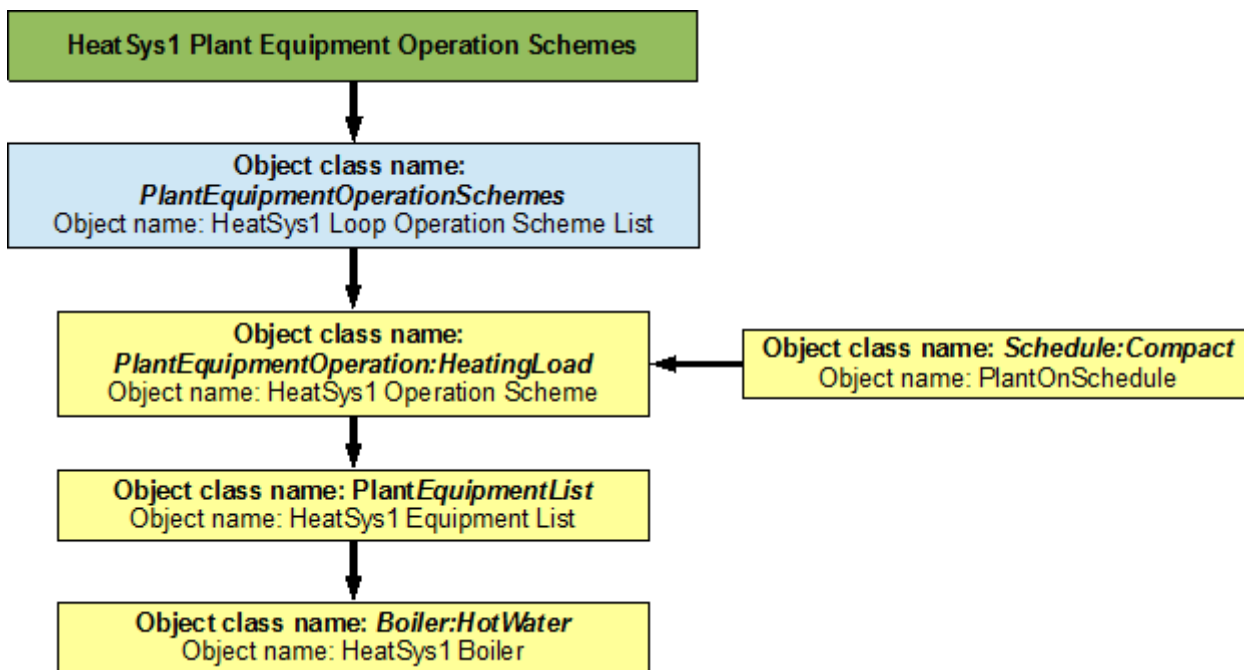 HeatSys1 Plant Equipment Operation Schemes
Object class name:
PlantEquipmentOperationSchemes
Object name: HeatSys1 Loop Operation Scheme List
Object class name:
PlantEquipmentOperation:HeatingLoad
Object name: HeatSys1 Operation Scheme
Object class name: Schedule:Compact
Object name: PlantOnSchedule
Object class name: PlantEquipmentList
Object name: HeatSys1 Equipment List
Object class name: Boiler:HotWater
Object name: HeatSys1 Boiler